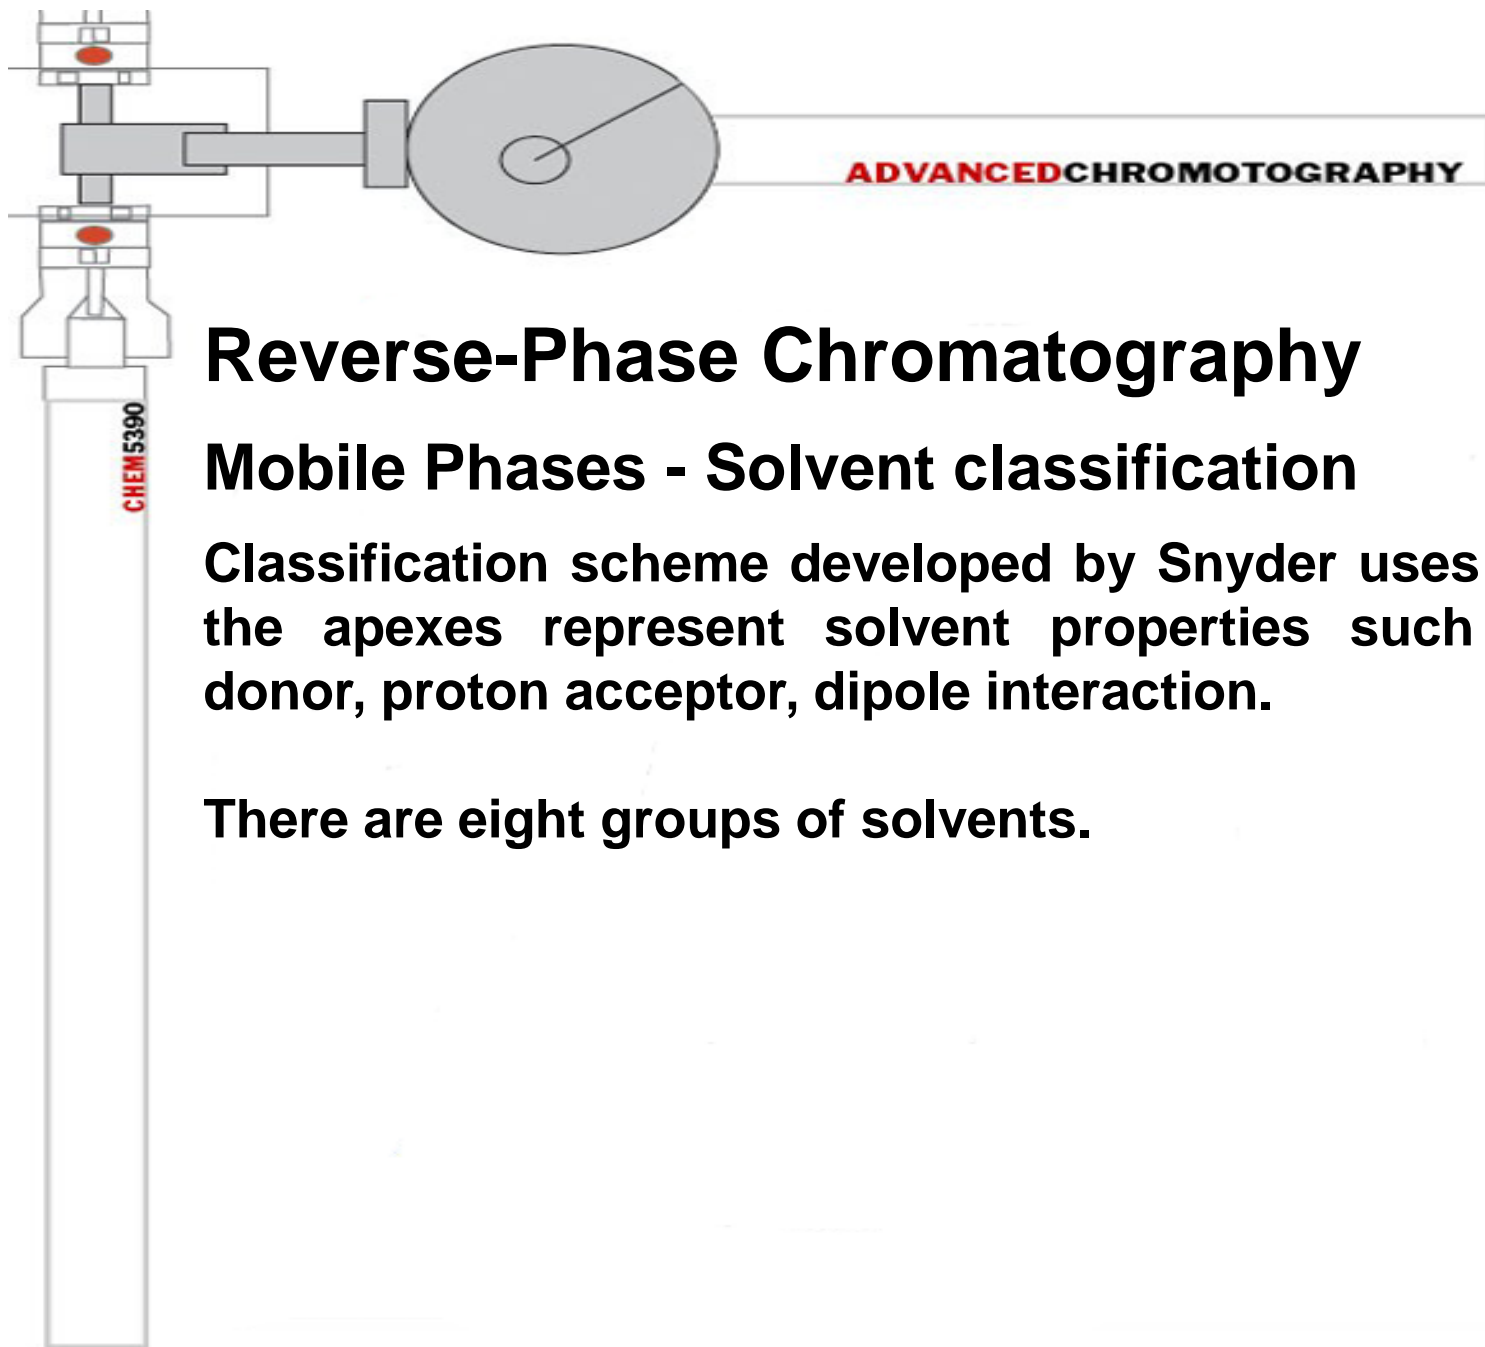 ADVANCEDCHROMOTOGRAPHY
Reverse-Phase Chromatography
CHEM5390
Mobile Phases - Solvent classification
Classification scheme developed by Snyder uses
the apexes represent solvent properties such
donor, proton acceptor, dipole interaction.
There are eight groups of solvents.